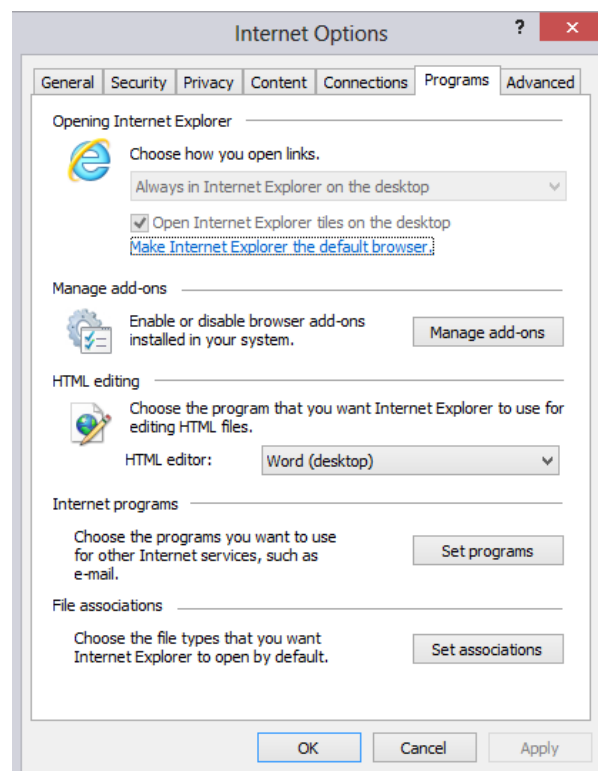 Internet Options ? ×
General Security Privacy Content Connections Programs Advanced
Opening Internet Explorer
Choose how you open links.
Always in Internet Explorer on the desktop
Open Internet Explorer tiles on the desktop
Make Internet Explorer the default browser.
Manage add-ons
Enable or disable browser add-ons
installed in your system.
Manage add-ons
HTML editing
Choose the program that you want Internet Explorer to use for
editing HTML files.
HTML editor: Word (desktop)
Internet programs
Choose the programs you want to use
for other Internet services, such as
e-mail.
Set programs
File associations
Choose the file types that you want
Internet Explorer to open by default.
Set associations
OK Cancel Apply